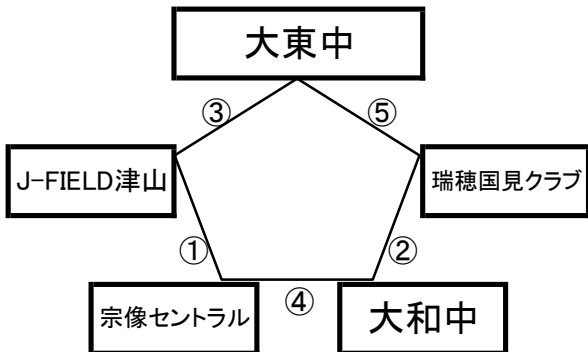 大東中
③
⑤
J-FIELD津山
瑞穂国見クラブ
①
②
宗像セントラル
④
大和中